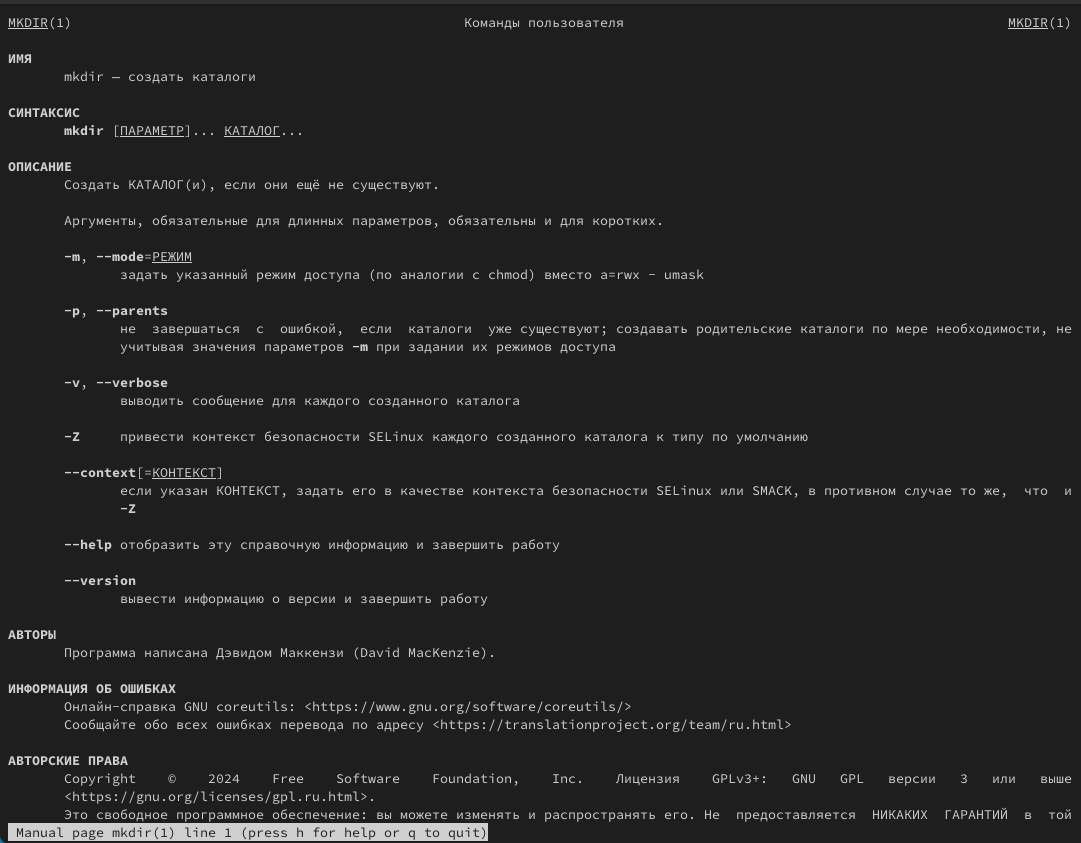 MKDIR(1) Команды пользователя MKDIR(1)
ИМЯ
mkdir — создать каталоги
СИНТАКСИС
mkdir [ПАРАМЕТР]... КАТАЛОГ...
ОПИСАНИЕ
Создать КАТАЛОГ(и), если они ещё не существуют.
Аргументы, обязательные для длинных параметров, обязательны и для коротких.
-m, --mode=РЕЖИМ
задать указанный режим доступа (по аналогии с chmod) вместо a=rwx - umask
-p, --parents
не завершаться с ошибкой, если каталоги уже существуют; создавать родительские каталоги по мере необходимости, не
учитывая значения параметров -m при задании их режимов доступа
-v, --verbose
выводить сообщение для каждого созданного каталога
-Z привести контекст безопасности SELinux каждого созданного каталога к типу по умолчанию
--context[=КОНТЕКСТ]
если указан КОНТЕКСТ, задать его в качестве контекста безопасности SELinux или SMACK, в противном случае то же, что и
-Z
--help отобразить эту справочную информацию и завершить работу
--version
вывести информацию о версии и завершить работу
АВТОРЫ
Программа написана Дэвидом Маккензи (David MacKenzie).
ИНФОРМАЦИЯ ОБ ОШИБКАХ
Онлайн-справка GNU coreutils: <https://www.gnu.org/software/coreutils/>
Сообщайте обо всех ошибках перевода по адресу <https://translationproject.org/team/ru.html>
АВТОРСКИЕ ПРАВА
Copyright © 2024 Free Software Foundation, Inc. Лицензия GPLv3+: GNU GPL версии 3 или выше
<https://gnu.org/licenses/gpl.ru.html>.
Это свободное программное обеспечение: вы можете изменять и распространять его. Не предоставляется НИКАКИХ ГАРАНТИЙ в той
Manual page mkdir(1) line 1 (press h for help or q to quit)